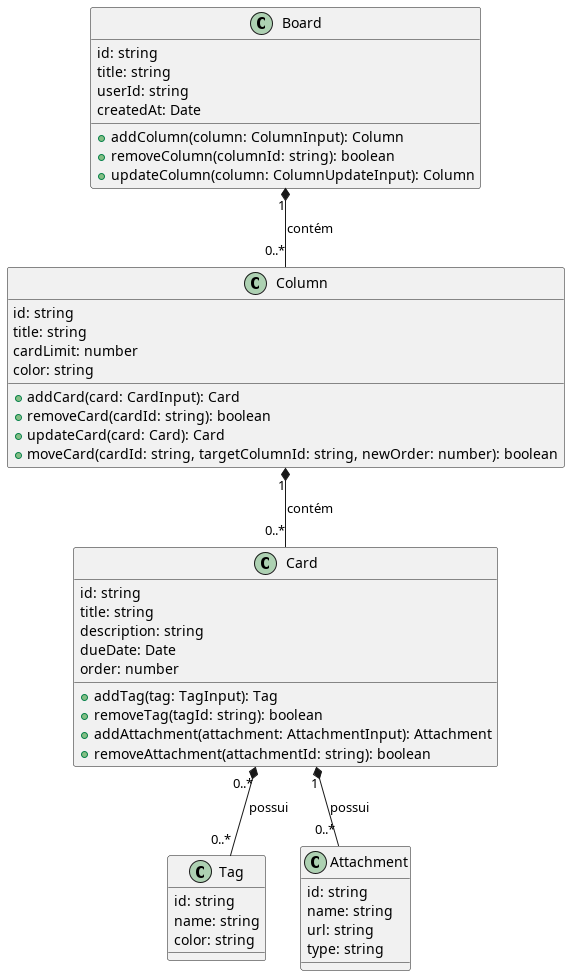 C Board
id: string
title: string
userId: string
createdAt: Date
addColumn(column: ColumnInput): Column
removeColumn(columnId: string): boolean
updateColumn(column: ColumnUpdateInput): Column
1
contém
0..*
C Column
id: string
title: string
cardLimit: number
color: string
addCard(card: CardInput): Card
removeCard(cardId: string): boolean
updateCard(card: Card): Card
moveCard(cardId: string, targetColumnId: string, newOrder: number): boolean
1
contém
0..*
C Card
id: string
title: string
description: string
dueDate: Date
order: number
addTag(tag: TagInput): Tag
removeTag(tagId: string): boolean
addAttachment(attachment: AttachmentInput): Attachment
removeAttachment(attachmentId: string): boolean
0..*
possui
0..*
1
possui
0..*
C Tag
id: string
name: string
color: string
C Attachment
id: string
name: string
url: string
type: string